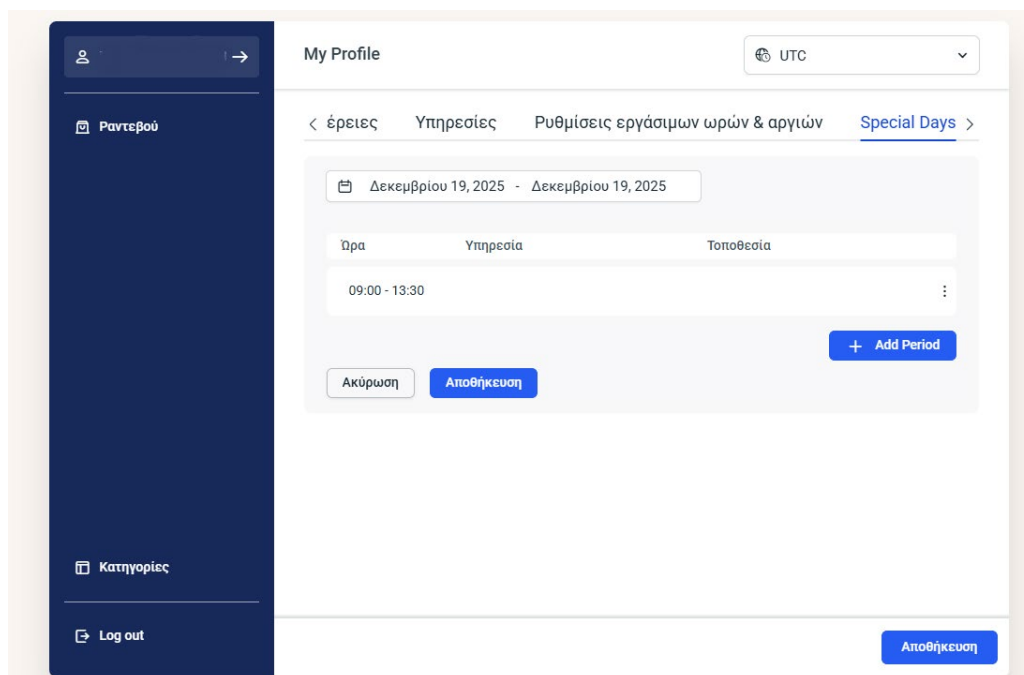 My Profile
UTC
Ραντεβού
έρειες Υπηρεσίες Ρυθμίσεις εργάσιμων ωρών & αργιών Special Days
Δεκεμβρίου 19, 2025 - Δεκεμβρίου 19, 2025
Ώρα Υπηρεσία Τοποθεσία
09:00 - 13:30
+ Add Period
Ακύρωση Αποθήκευση
Κατηγορίες
Log out
Αποθήκευση